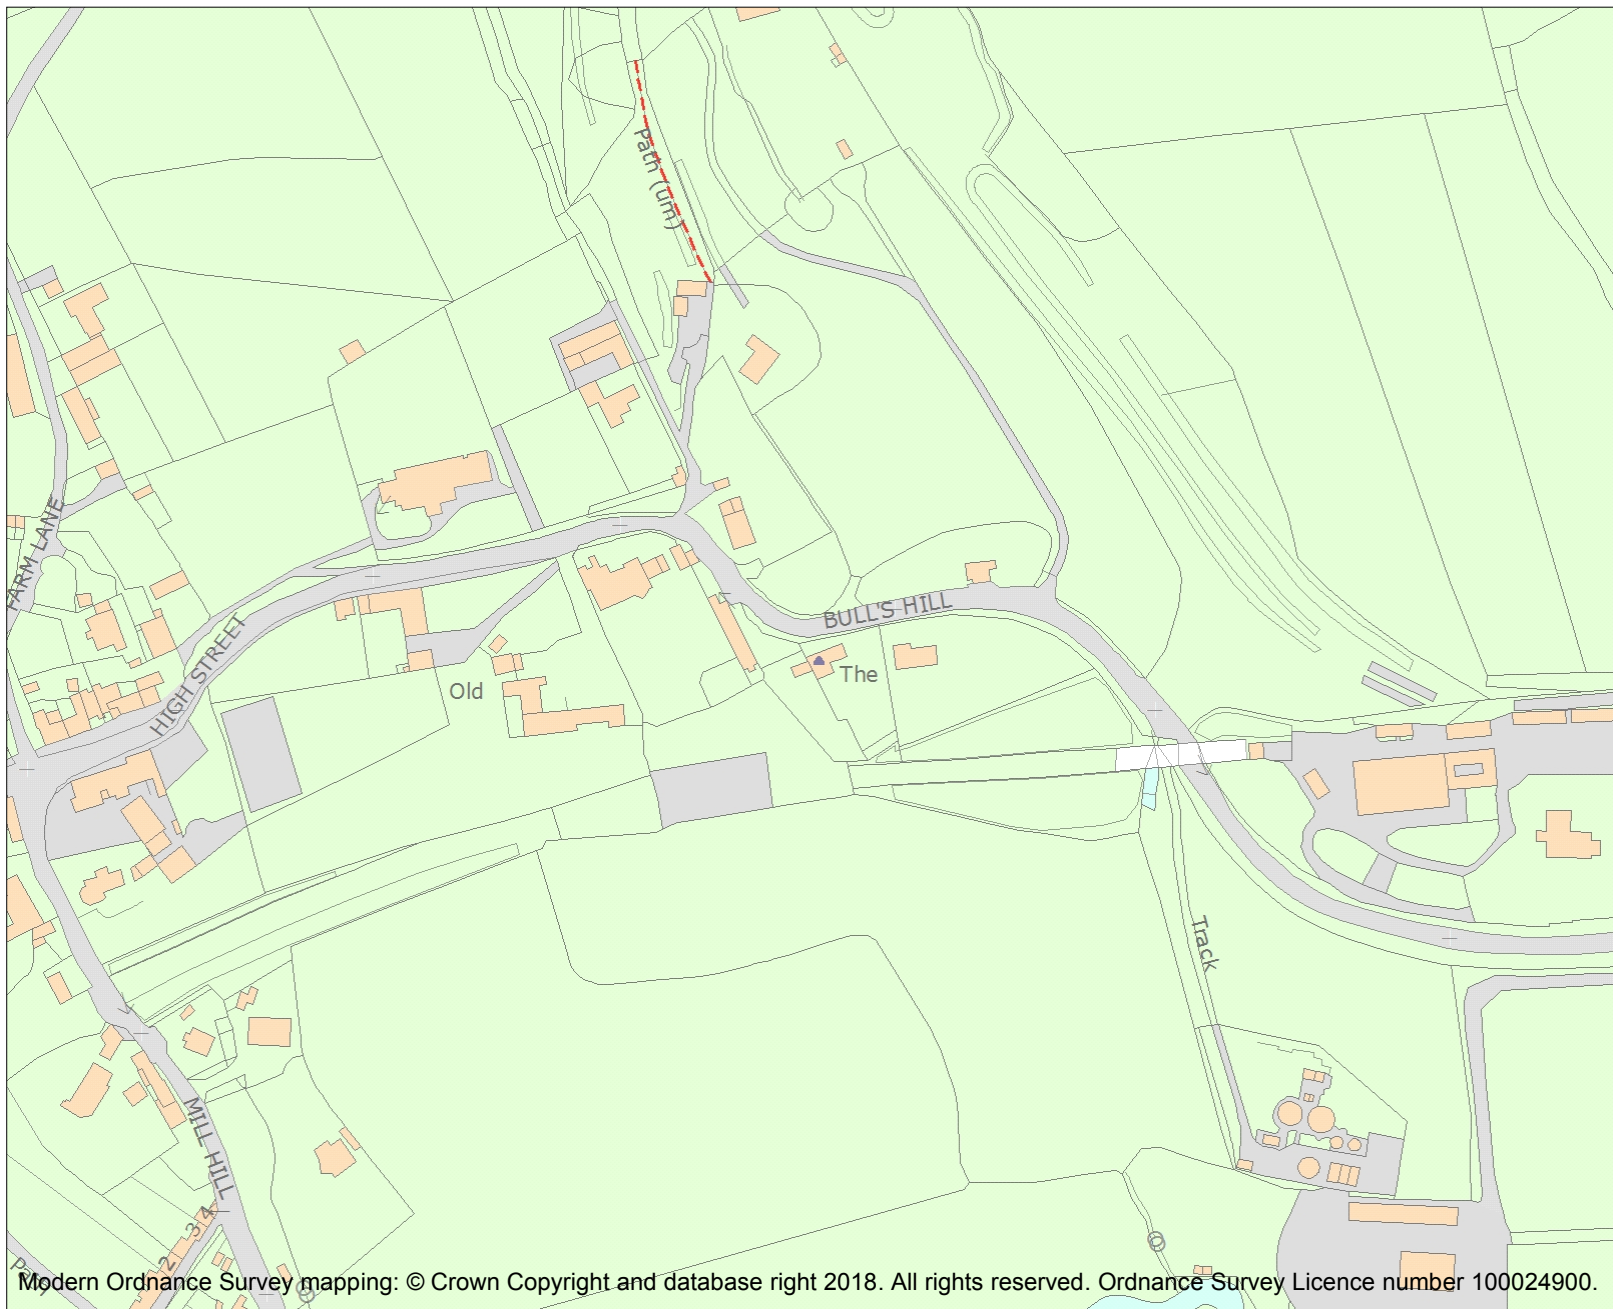 Path (um)
FARM LANE
HIGH STREET
BULL'S HILL
The
Old
Track
MILL HILL
2 3 4
Path
Modern Ordnance Survey mapping: © Crown Copyright and database right 2018. All rights reserved. Ordnance Survey Licence number 100024900.